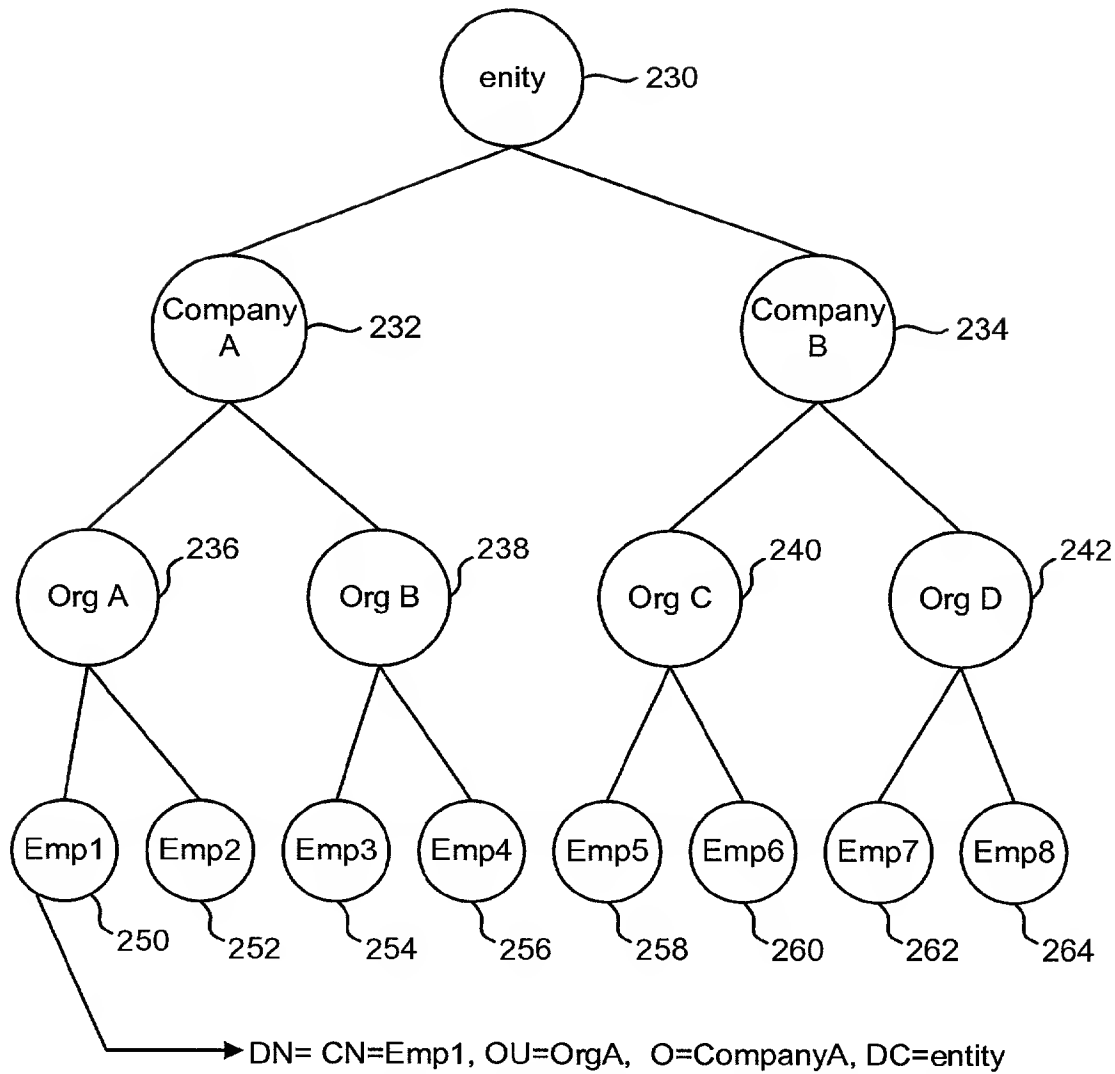 enity
230
Company
A
232
Company
B
234
Org A
236
Org B
238
Org C
240
Org D
242
Emp1
Emp2
Emp3
Emp4
Emp5
Emp6
Emp7
Emp8
250
252
254
256
258
260
262
264
DN= CN=Emp1, OU=OrgA, O=CompanyA, DC=entity